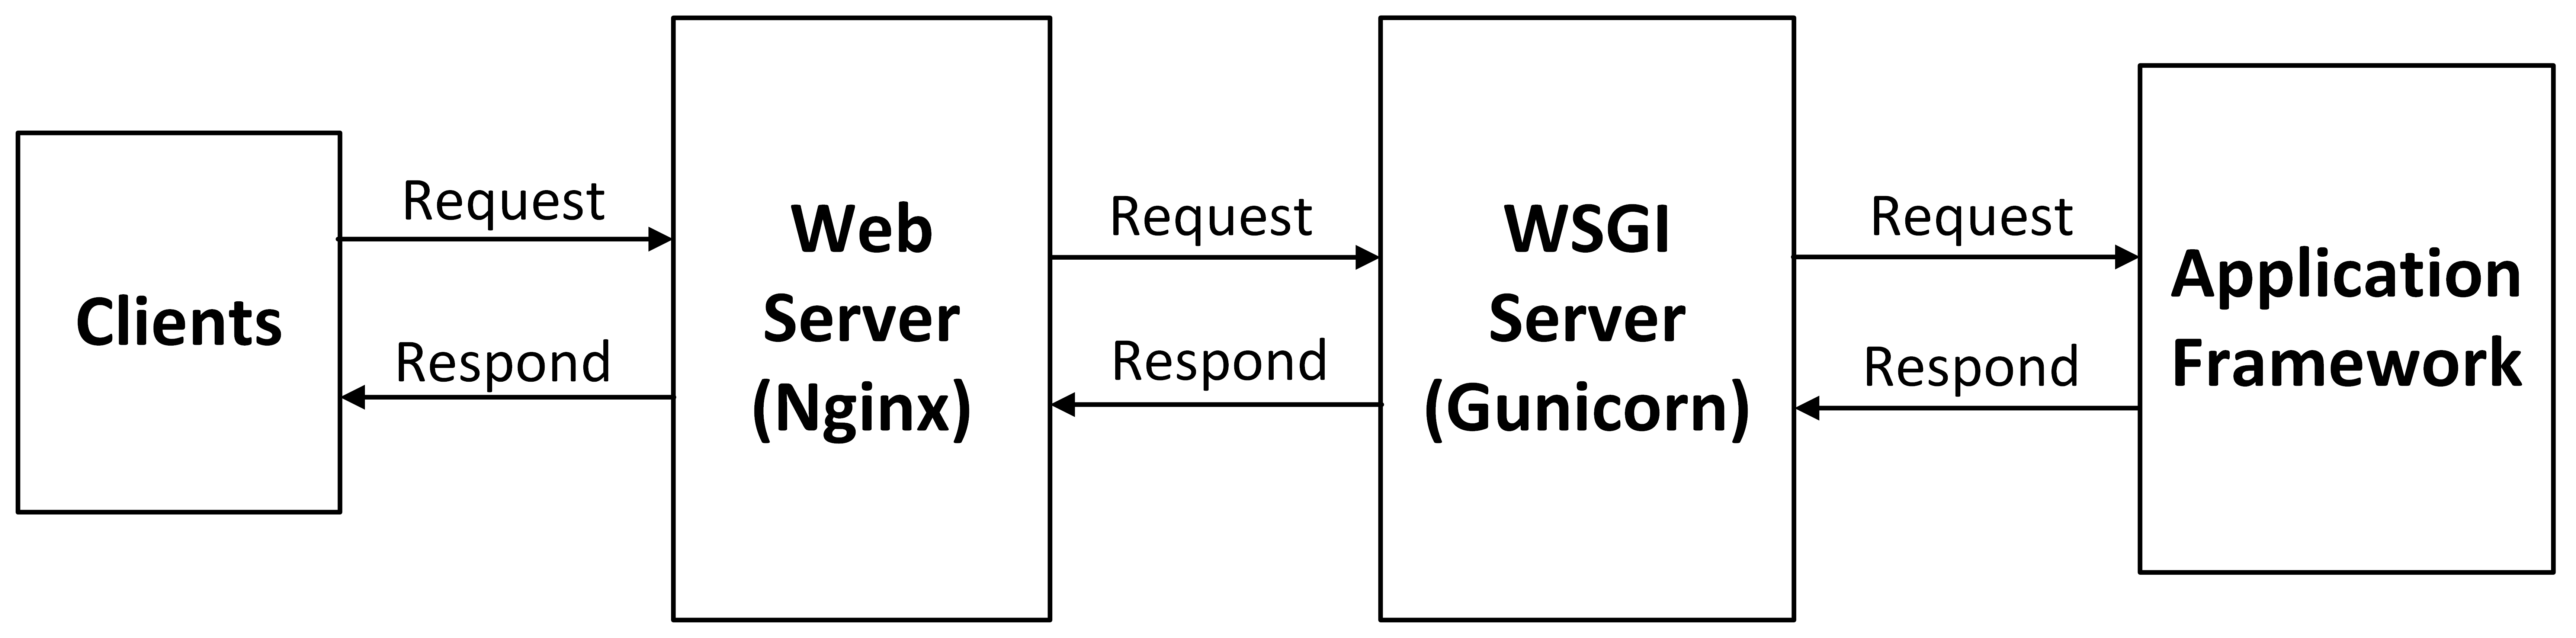 Clients
Request
Respond
Web
Server
(Nginx)
Request
Respond
WSGI
Server
(Gunicorn)
Request
Respond
Application
Framework